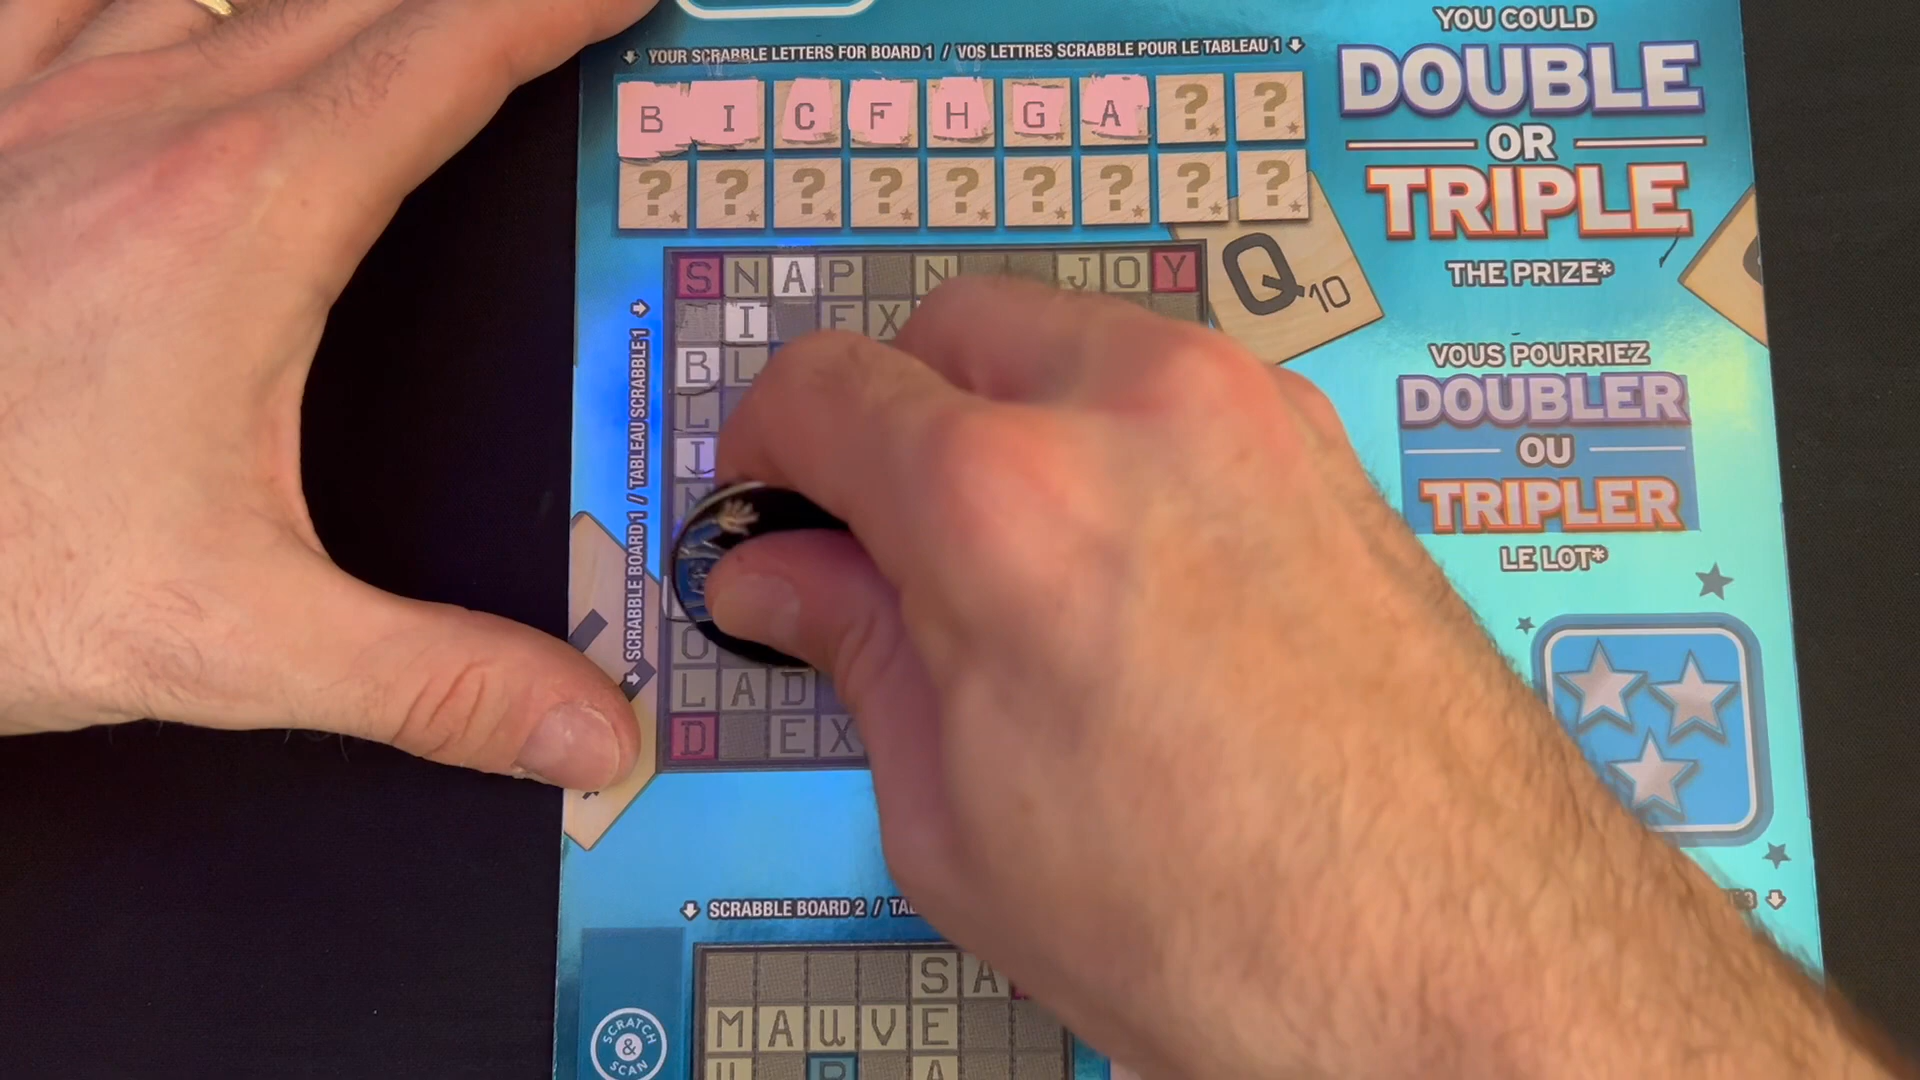 YOU COULD
DOUBLE
OR
TRIPLE
THE PRIZE*
YOUR SCRABBLE LETTERS FOR BOARD 1 / VOS LETTRES SCRABBLE POUR LE TABLEAU 1
B I C F H G A ? ?
? ? ? ? ? ? ? ? ?
Q 10
VOUS POURRIEZ
DOUBLER
OU
TRIPLER
LE LOT*
SCRABBLE BOARD 1 / TABLEAU SCRABBLE 1
S N A P N J O Y
I E X
B L
L
I
O
L A D
D E X
SCRABBLE BOARD 2 /
S A
M A U V E
SCRATCH
&
SCAN